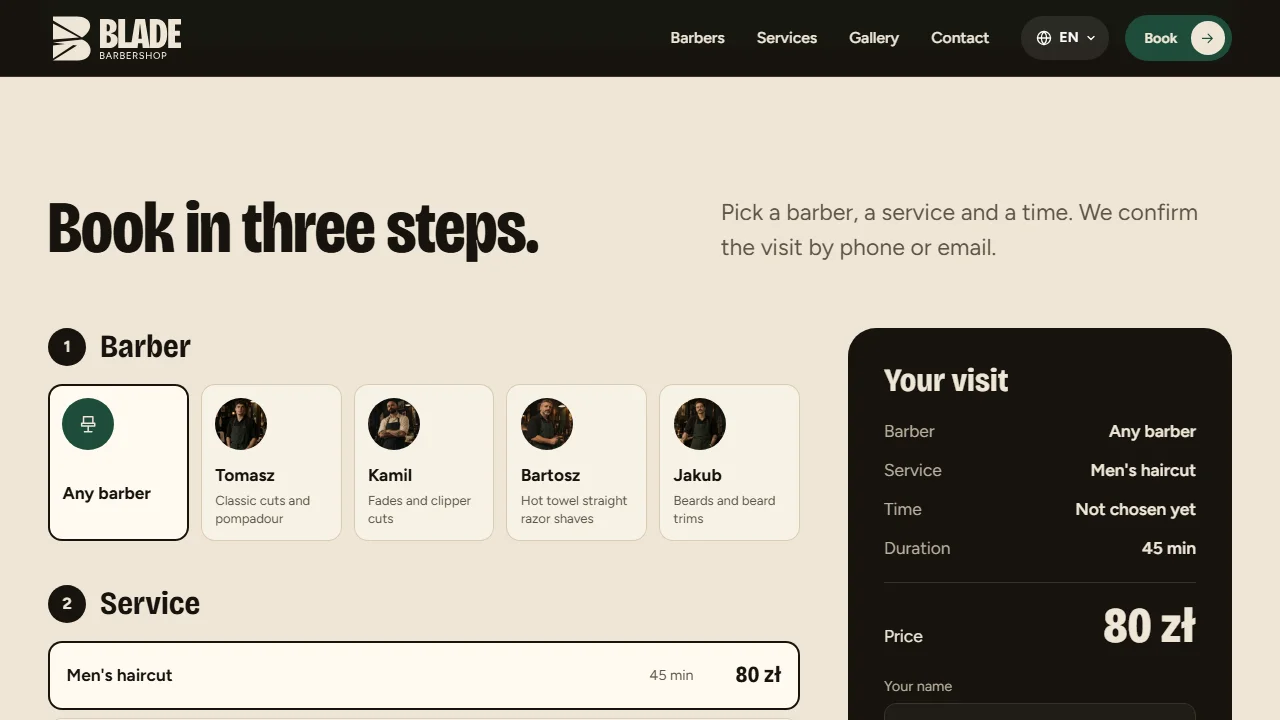 BLADE
BARBERSHOP
Barbers
Services
Gallery
Contact
EN
Book
Book in three steps.
Pick a barber, a service and a time. We confirm
the visit by phone or email.
1
Barber
Any barber
Tomasz
Classic cuts and
pompadour
Kamil
Fades and clipper
cuts
Bartosz
Hot towel straight
razor shaves
Jakub
Beards and beard
trims
2
Service
Men's haircut
45 min
80 zł
Your visit
Barber
Any barber
Service
Men's haircut
Time
Not chosen yet
Duration
45 min
Price
80 zł
Your name